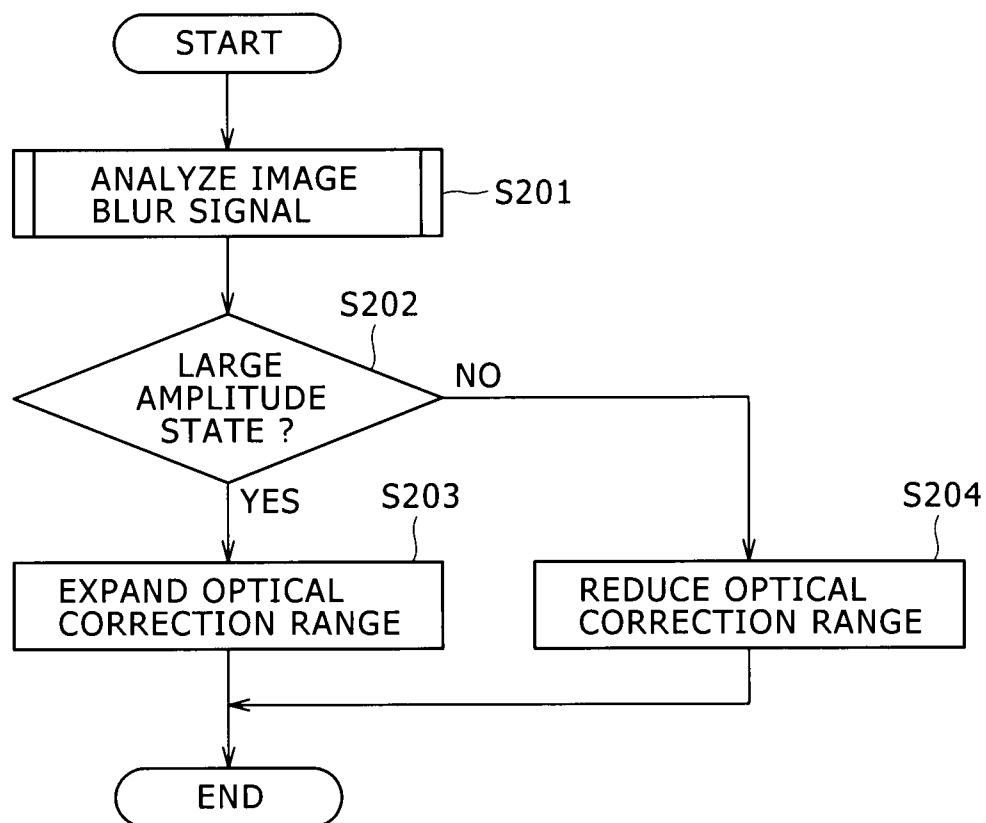 START
ANALYZE IMAGE
BLUR SIGNAL
S201
S202
LARGE
AMPLITUDE
STATE ?
NO
YES
S203
EXPAND OPTICAL
CORRECTION RANGE
S204
REDUCE OPTICAL
CORRECTION RANGE
END